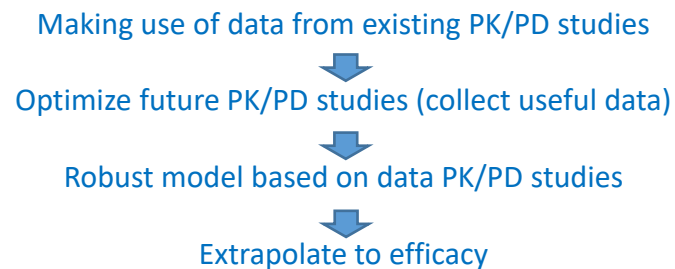 Making use of data from existing PK/PD studies
Optimize future PK/PD studies (collect useful data)
Robust model based on data PK/PD studies
Extrapolate to efficacy